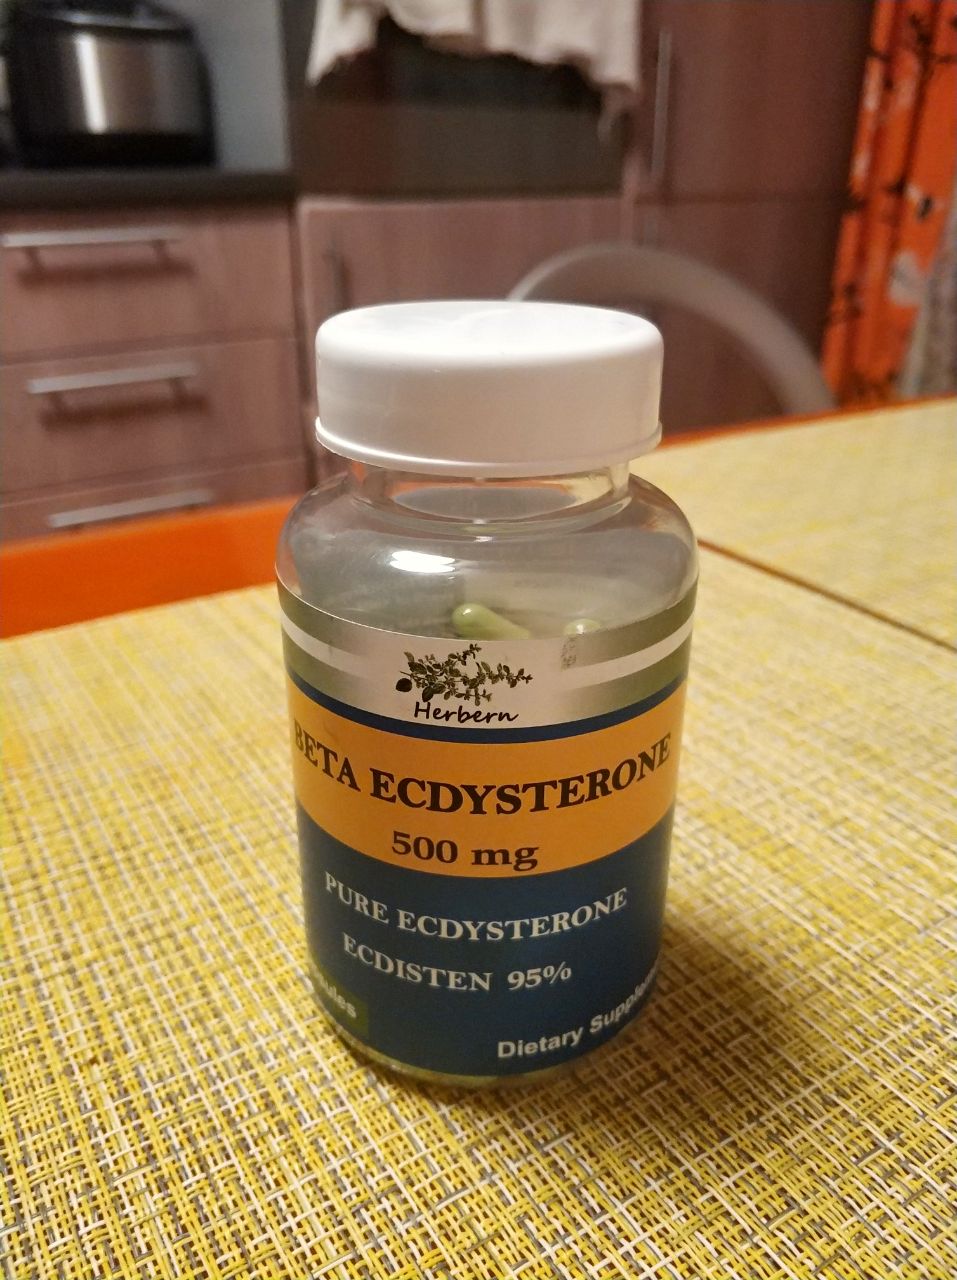 Herbern
BETA ECDYSTERONE
500 mg
PURE ECDYSTERONE
ECDISTEN 95%
Dietary